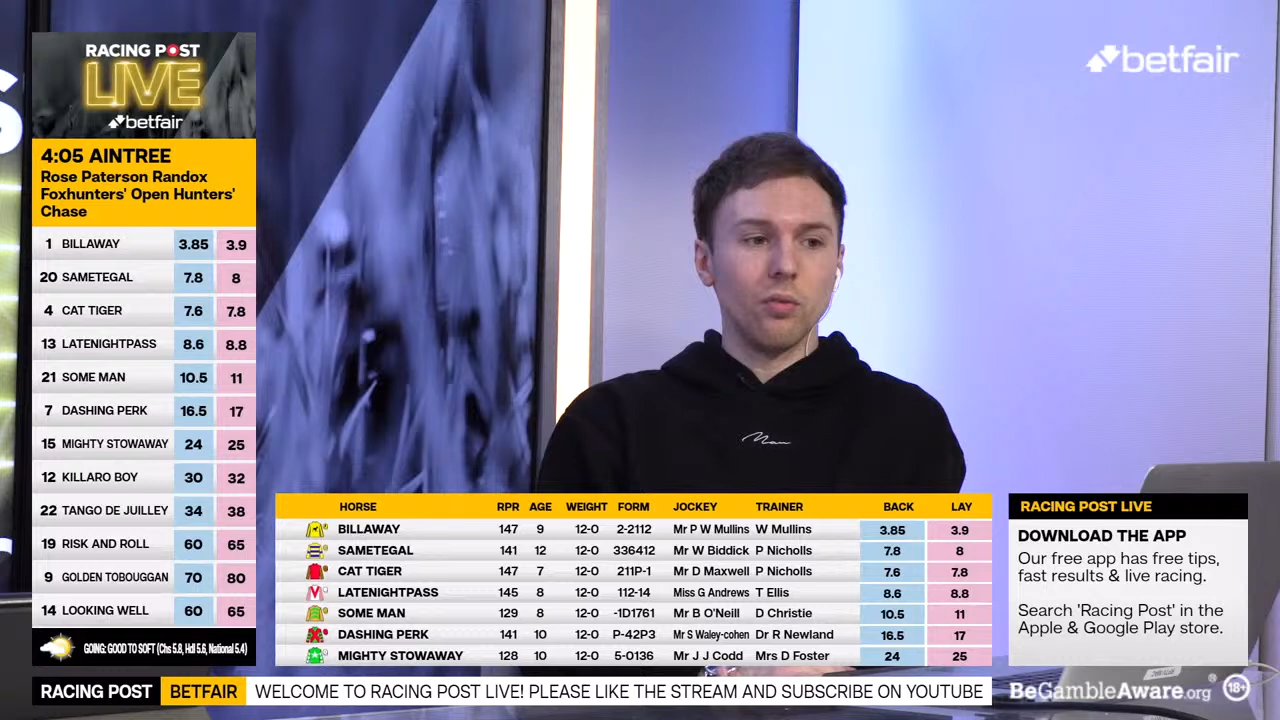 RACING POST
LIVE
betfair
4:05 AINTREE
Rose Paterson Randox
Foxhunters' Open Hunters'
Chase
1 BILLAWAY 3.85 3.9
20 SAMETEGAL 7.8 8
4 CAT TIGER 7.6 7.8
13 LATENIGHTPASS 8.6 8.8
21 SOME MAN 10.5 11
7 DASHING PERK 16.5 17
15 MIGHTY STOWAWAY 24 25
12 KILLARO BOY 30 32
22 TANGO DE JUILLEY 34 38
19 RISK AND ROLL 60 65
9 GOLDEN TOBOUGGAN 70 80
14 LOOKING WELL 60 65
GOING: GOOD TO SOFT (Chs 5.8, Hdl 5.6, National 5.4)
betfair
Man
HORSE RPR AGE WEIGHT FORM JOCKEY TRAINER BACK LAY
BILLAWAY 147 9 12-0 2-2112 Mr P W Mullins W Mullins 3.85 3.9
SAMETEGAL 141 12 12-0 336412 Mr W Biddick P Nicholls 7.8 8
CAT TIGER 147 7 12-0 211P-1 Mr D Maxwell P Nicholls 7.6 7.8
LATENIGHTPASS 145 8 12-0 112-14 Miss G Andrews T Ellis 8.6 8.8
SOME MAN 129 8 12-0 -1D1761 Mr B O'Neill D Christie 10.5 11
DASHING PERK 141 10 12-0 P-42P3 Mr S Waley-cohen Dr R Newland 16.5 17
MIGHTY STOWAWAY 128 10 12-0 5-0136 Mr J J Codd Mrs D Foster 24 25
RACING POST LIVE
DOWNLOAD THE APP
Our free app has free tips,
fast results & live racing.
Search 'Racing Post' in the
Apple & Google Play store.
RACING POST BETFAIR WELCOME TO RACING POST LIVE! PLEASE LIKE THE STREAM AND SUBSCRIBE ON YOUTUBE
BeGambleAware.org® 18+